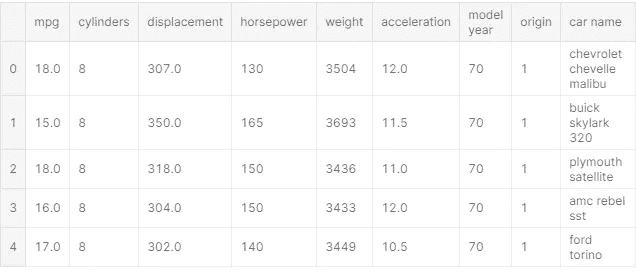 mpg cylinders displacement horsepower weight acceleration model year origin car name
0 18.0 8 307.0 130 3504 12.0 70 1 chevrolet chevelle malibu
1 15.0 8 350.0 165 3693 11.5 70 1 buick skylark 320
2 18.0 8 318.0 150 3436 11.0 70 1 plymouth satellite
3 16.0 8 304.0 150 3433 12.0 70 1 amc rebel sst
4 17.0 8 302.0 140 3449 10.5 70 1 ford torino